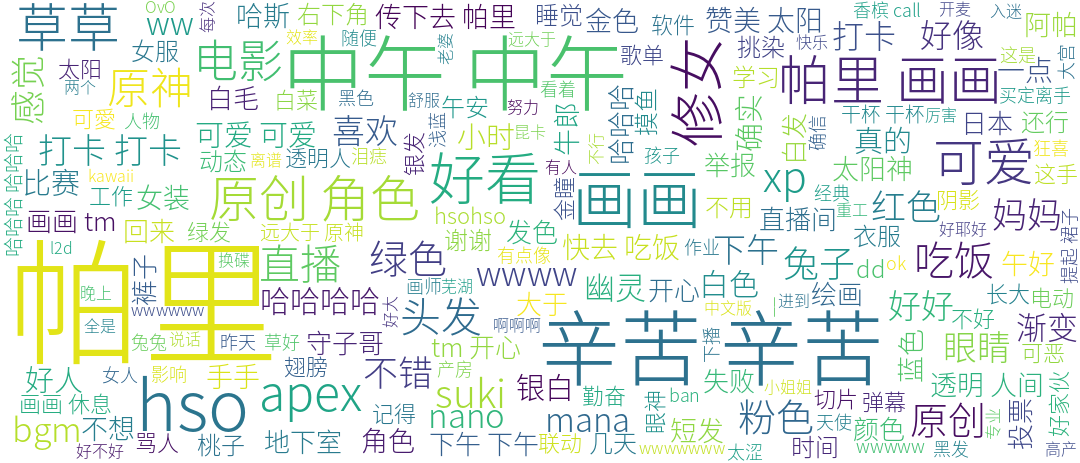 草草
OvO
ww
每次
哈斯
右下角
传下去 帕里
睡觉
金色
软件
赞美 太阳
香槟 call
打卡
开麦
好像
入迷
阿帕
感觉
太阳
两个
女服
原神
电影
白毛
效率
随便
中午 中午
老婆
远大于
看着
歌单
修女
挑染
快乐
学习
帕里 画画
这是
一点
大宫
买定离手
白菜
黑色
舒服
午安
努力
牛郎
哈哈哈
摸鱼
确实
白发
确信
干杯 干杯
厉害
日本
还行
可愛
人物
可爱 可爱
喜欢
浅蓝
小时
昆卡
不行
真的
狂喜
哈哈哈 哈哈哈
打卡 打卡
动态
离谱
透明人
泪痣
银发
好看
有人
孩子
举报
太阳神
可爱
这手
比赛
kawaii
工作
女装
原创 角色
金瞳
画画
xp
经典
重工
红色
阴影
妈妈
裙子
提起
画画 tm
回来
绿发
远大于 原神
hsohso
谢谢
发色
不用
直播间
衣服
好耶好
l2d
帕里
裤子
换碟
直播
绿色
wwww
有点像
快去 吃饭
作业
下午
兔子
dd
ok
吃饭
午好
晚上
wwwwww
哈哈哈哈
画师
芜湖
大于
幽灵
开心
白色
中文版
进到
绘画
好好
长大
电动
全是
兔兔
说话
昨天
草好
守子哥
好大
头发
啊啊啊
辛苦 辛苦
下播
不好
渐变
女人
影响
手手
翅膀
tm 开心
产房
不错
蓝色
眼睛
可恶
好人
画画 休息
hso
apex
suki
银白
勤奋
失败
小姐姐
透明 人间
好家伙
bgm
不想
骂人
桃子
地下室
记得
角色
nano
下午 下午
mana
联动
几天
眼神
ban
短发
wwwwwww
太涩
粉色
切片
天使
弹幕
时间
颜色
wwwww
原创
黑发
专业
投票
高产
好不好